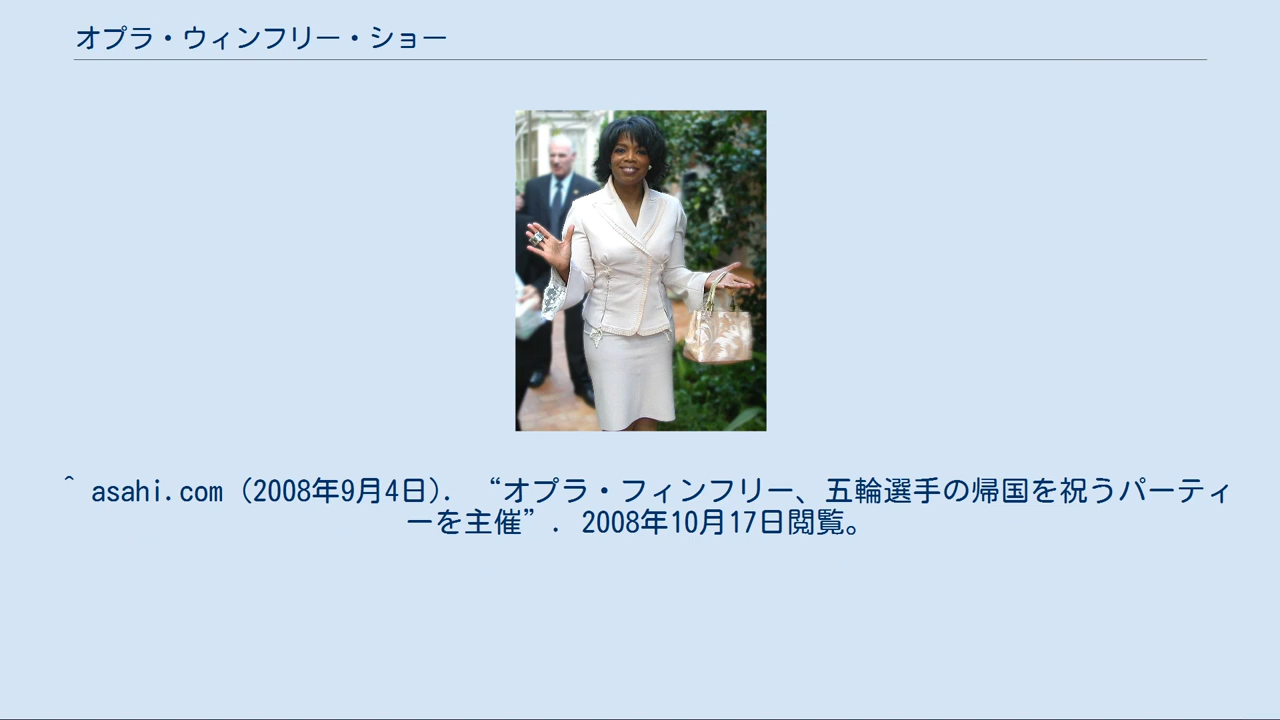 オプラ・ウィンフリー・ショー
^ asahi.com (2008年9月4日). “オプラ・フィンフリー、五輪選手の帰国を祝うパーティ
ーを主催”. 2008年10月17日閲覧。